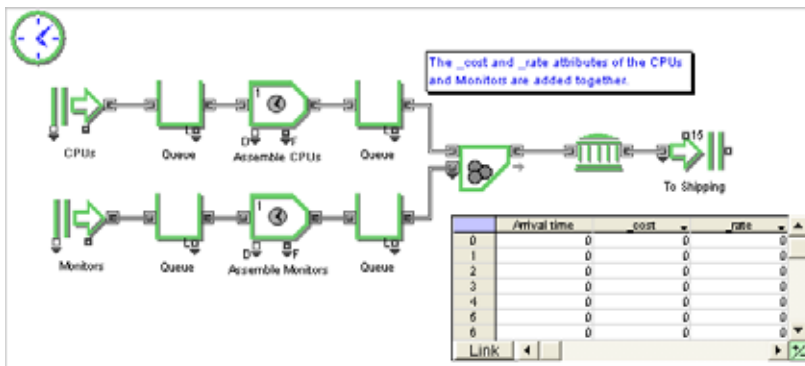 The _cost and _rate attributes of the CPUs
and Monitors are added together.
1
D F
CPUs
Queue
Assemble CPUs
Queue
15
To Shipping
1
D F
Monitors
Queue
Assemble Monitors
Queue
Arrival time _cost _rate
0 0 0 0
1 0 0 0
2 0 0 0
3 0 0 0
4 0 0 0
5 0 0 0
6 0 0 0
Link